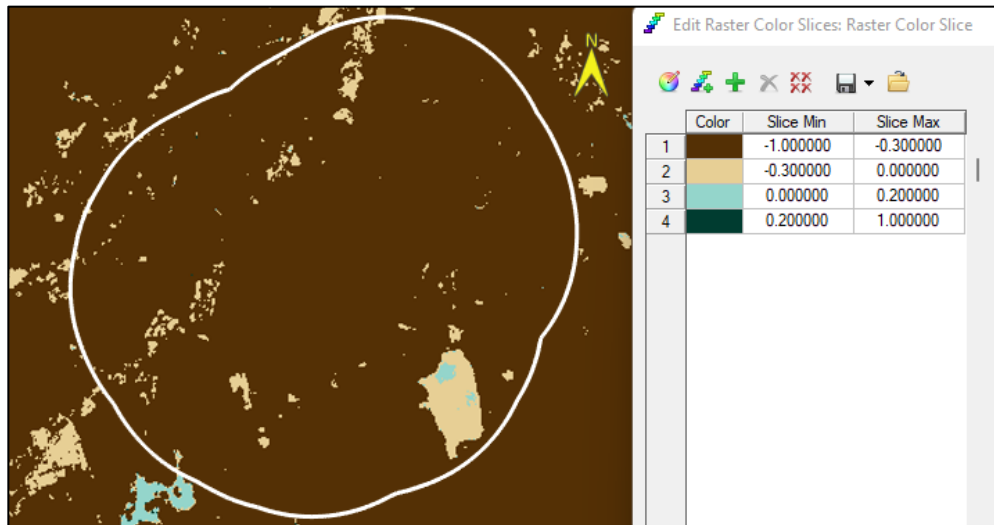 N
Edit Raster Color Slices: Raster Color Slice
Color Slice Min Slice Max
1 -1.000000 -0.300000
2 -0.300000 0.000000
3 0.000000 0.200000
4 0.200000 1.000000